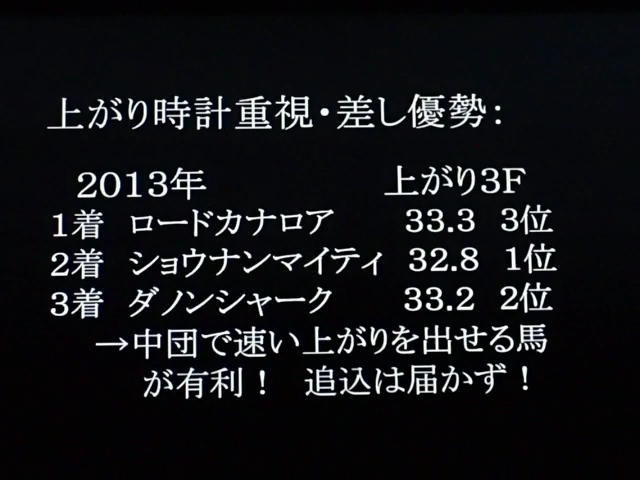 上がり時計重視・差し優勢：
2013年 上がり3F
1着 ロードカナロア 33.3 3位
2着 ショウナンマイティ 32.8 1位
3着 ダノンシャーク 33.2 2位
→中団で速い上がりを出せる馬
が有利！ 追込は届かず！